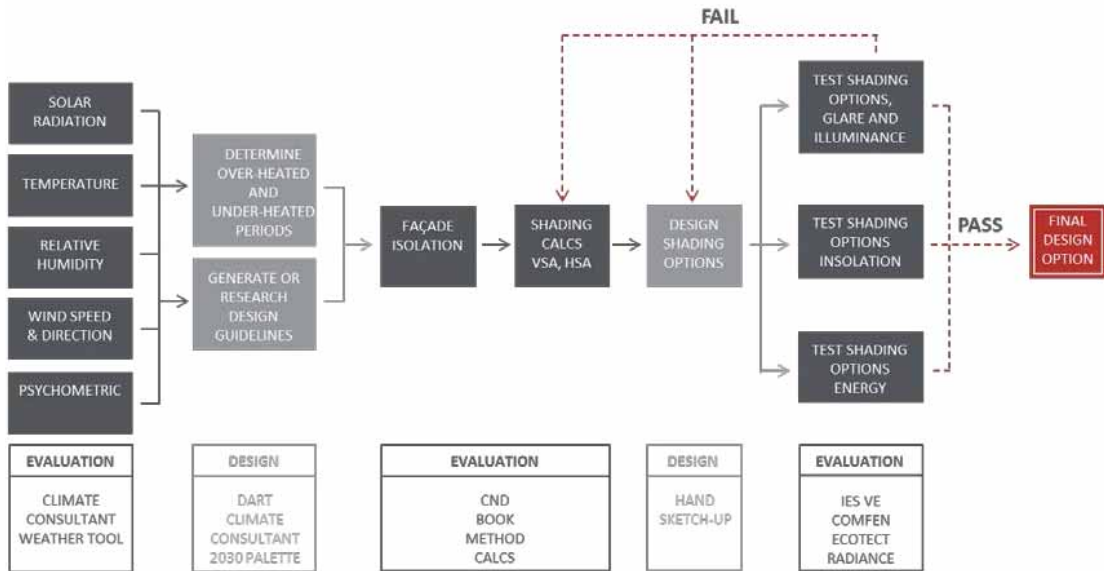 FAIL
SOLAR
RADIATION
TEMPERATURE
RELATIVE
HUMIDITY
WIND SPEED
& DIRECTION
PSYCHOMETRIC
DETERMINE
OVER-HEATED
AND
UNDER-HEATED
PERIODS
GENERATE OR
RESEARCH
DESIGN
GUIDELINES
FAÇADE
ISOLATION
SHADING
CALCS
VSA, HSA
DESIGN
SHADING
OPTIONS
TEST SHADING
OPTIONS,
GLARE AND
ILLUMINANCE
TEST SHADING
OPTIONS
INSOLATION
TEST SHADING
OPTIONS
ENERGY
PASS
FINAL
DESIGN
OPTION
EVALUATION
CLIMATE
CONSULTANT
WEATHER TOOL
DESIGN
DART
CLIMATE
CONSULTANT
2030 PALETTE
EVALUATION
CND
BOOK
METHOD
CALCS
DESIGN
HAND
SKETCH-UP
EVALUATION
IES VE
COMFEN
ECOTECT
RADIANCE